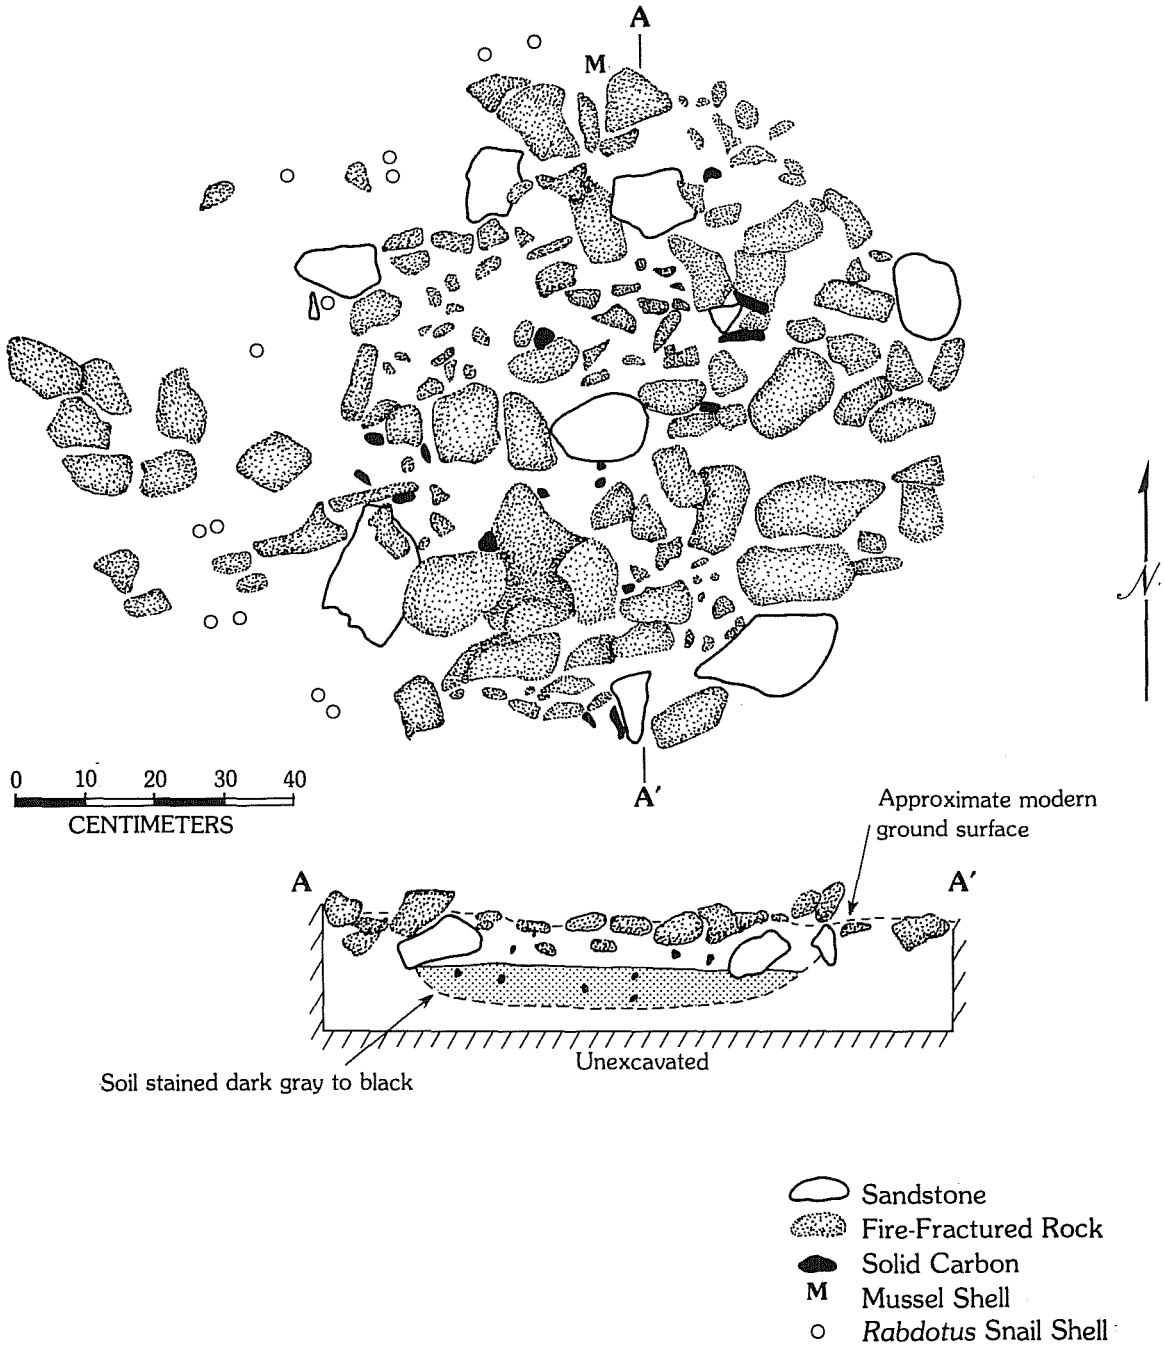 A
M
N
A'
0 10 20 30 40
CENTIMETERS
Approximate modern
ground surface
A A'
Unexcavated
Soil stained dark gray to black
Sandstone
Fire-Fractured Rock
Solid Carbon
M Mussel Shell
Rabdotus Snail Shell